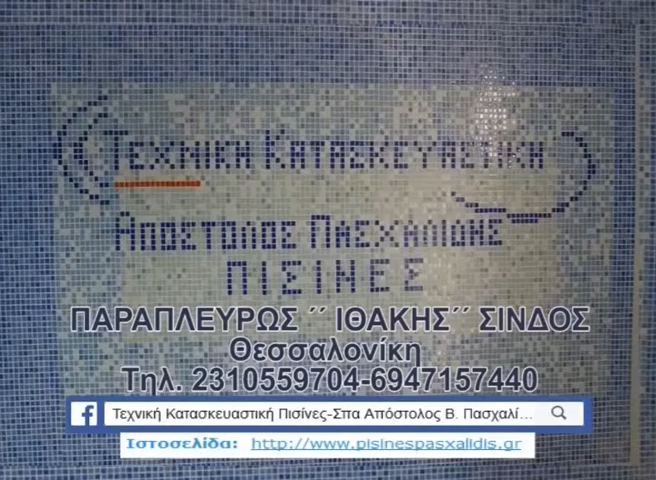 ΤΕΧΝΙΚΗ ΚΑΤΑΣΚΕΥΑΣΤΙΚΗ
ΑΠΟΣΤΟΛΟΣ ΠΑΣΧΑΛΙΔΗΣ
ΠΙΣΙΝΕΣ
ΠΑΡΑΠΛΕΥΡΩΣ ΄΄ ΙΘΑΚΗΣ΄΄ ΣΙΝΔΟΣ
Θεσσαλονίκη
Τηλ. 2310559704-6947157440
Τεχνική Κατασκευαστική Πισίνες-Σπα Απόστολος Β. Πασχαλί...
Ιστοσελίδα: http://www.pisinespasxalidis.gr